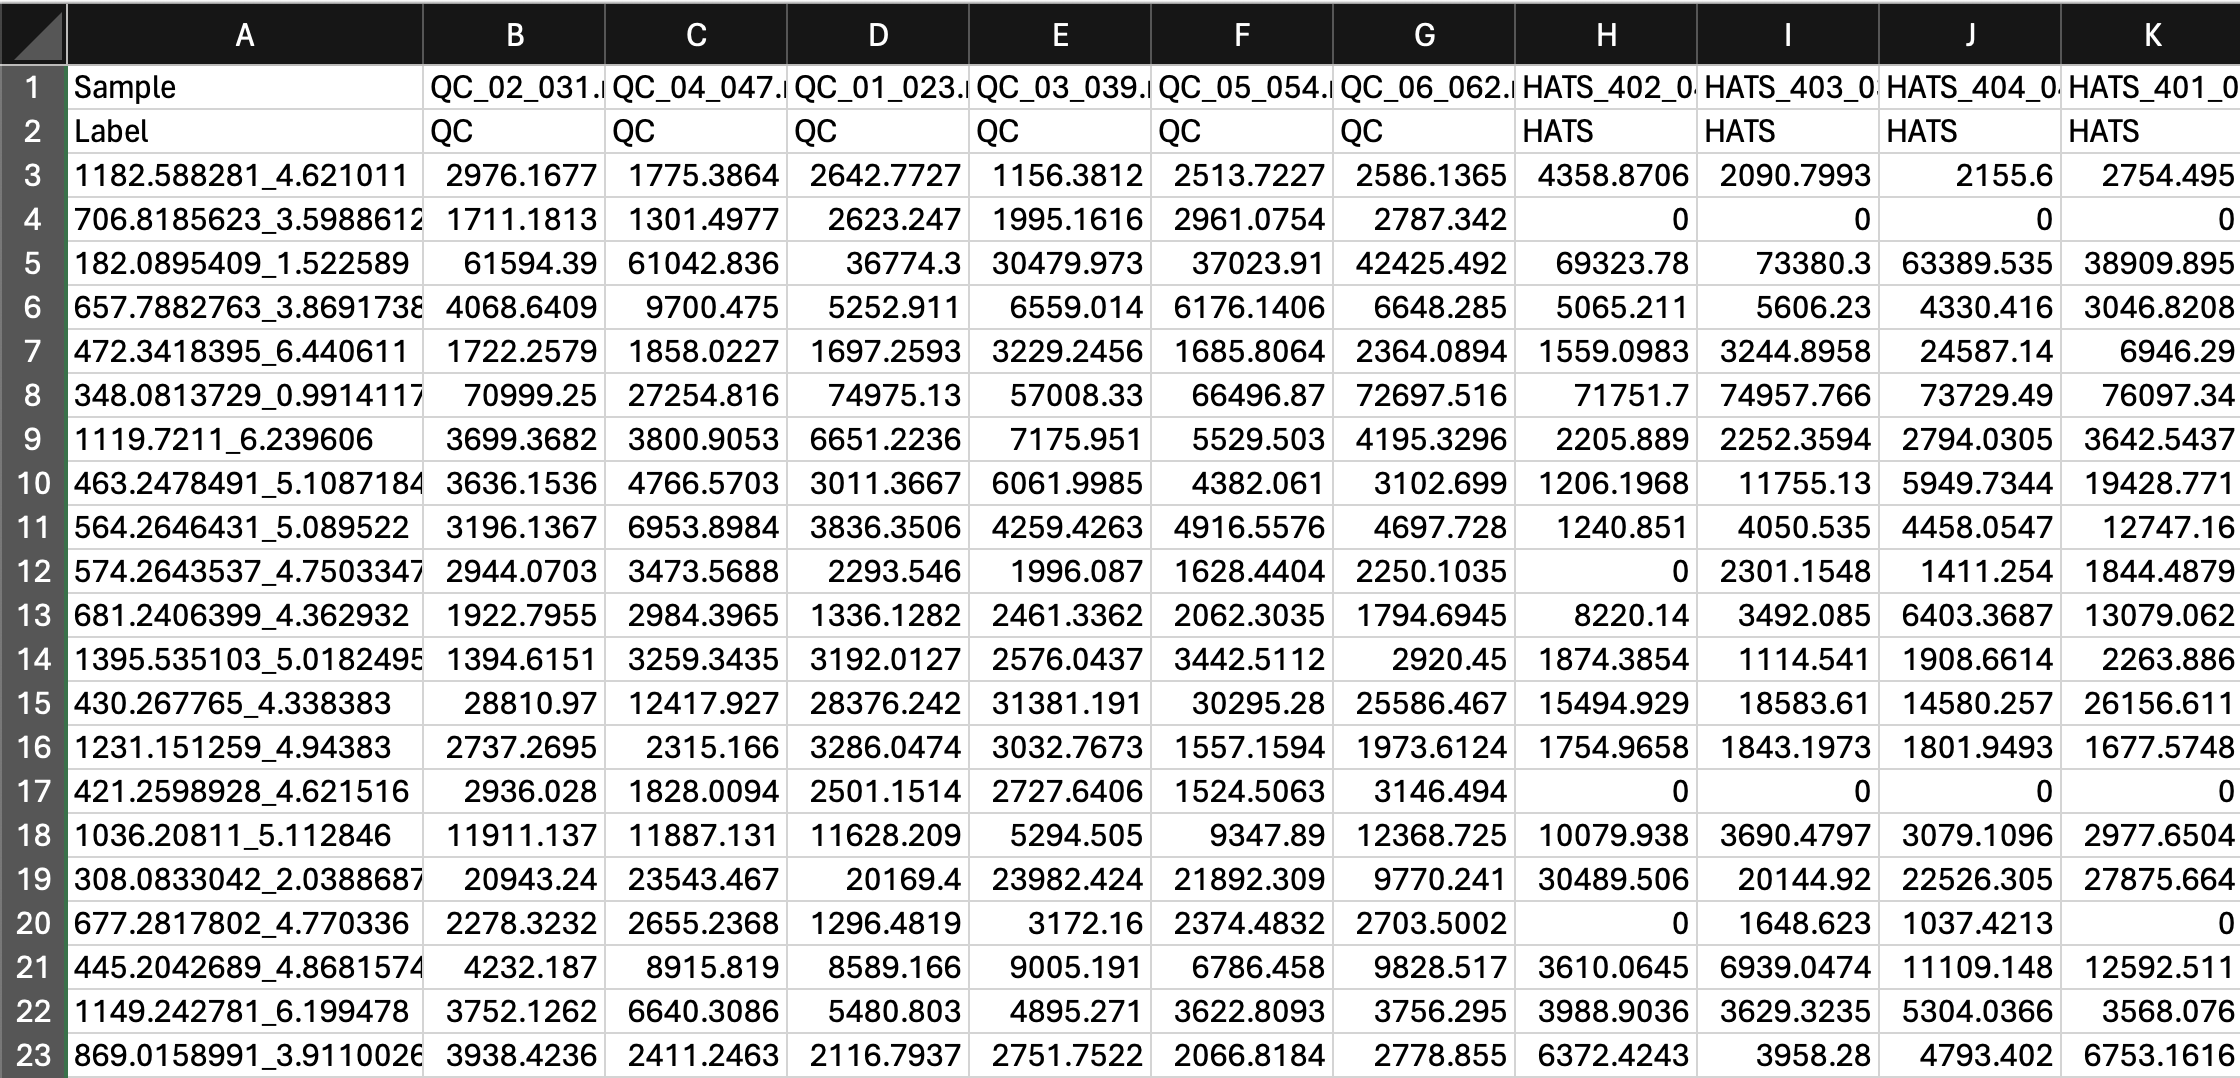 A B C D E F G H I J K
1 Sample QC_02_031. QC_04_047. QC_01_023. QC_03_039. QC_05_054. QC_06_062. HATS_402_0 HATS_403_0 HATS_404_0 HATS_401_0
2 Label QC QC QC QC QC QC HATS HATS HATS HATS
3 1182.588281_4.621011 2976.1677 1775.3864 2642.7727 1156.3812 2513.7227 2586.1365 4358.8706 2090.7993 2155.6 2754.495
4 706.8185623_3.5988612 1711.1813 1301.4977 2623.247 1995.1616 2961.0754 2787.342 0 0 0 0
5 182.0895409_1.522589 61594.39 61042.836 36774.3 30479.973 37023.91 42425.492 69323.78 73380.3 63389.535 38909.895
6 657.7882763_3.8691738 4068.6409 9700.475 5252.911 6559.014 6176.1406 6648.285 5065.211 5606.23 4330.416 3046.8208
7 472.3418395_6.440611 1722.2579 1858.0227 1697.2593 3229.2456 1685.8064 2364.0894 1559.0983 3244.8958 24587.14 6946.29
8 348.0813729_0.9914117 70999.25 27254.816 74975.13 57008.33 66496.87 72697.516 71751.7 74957.766 73729.49 76097.34
9 1119.7211_6.239606 3699.3682 3800.9053 6651.2236 7175.951 5529.503 4195.3296 2205.889 2252.3594 2794.0305 3642.5437
10 463.2478491_5.1087184 3636.1536 4766.5703 3011.3667 6061.9985 4382.061 3102.699 1206.1968 11755.13 5949.7344 19428.771
11 564.2646431_5.089522 3196.1367 6953.8984 3836.3506 4259.4263 4916.5576 4697.728 1240.851 4050.535 4458.0547 12747.16
12 574.2643537_4.7503347 2944.0703 3473.5688 2293.546 1996.087 1628.4404 2250.1035 0 2301.1548 1411.254 1844.4879
13 681.2406399_4.362932 1922.7955 2984.3965 1336.1282 2461.3362 2062.3035 1794.6945 8220.14 3492.085 6403.3687 13079.062
14 1395.535103_5.0182495 1394.6151 3259.3435 3192.0127 2576.0437 3442.5112 2920.45 1874.3854 1114.541 1908.6614 2263.886
15 430.267765_4.338383 28810.97 12417.927 28376.242 31381.191 30295.28 25586.467 15494.929 18583.61 14580.257 26156.611
16 1231.151259_4.94383 2737.2695 2315.166 3286.0474 3032.7673 1557.1594 1973.6124 1754.9658 1843.1973 1801.9493 1677.5748
17 421.2598928_4.621516 2936.028 1828.0094 2501.1514 2727.6406 1524.5063 3146.494 0 0 0 0
18 1036.20811_5.112846 11911.137 11887.131 11628.209 5294.505 9347.89 12368.725 10079.938 3690.4797 3079.1096 2977.6504
19 308.0833042_2.0388687 20943.24 23543.467 20169.4 23982.424 21892.309 9770.241 30489.506 20144.92 22526.305 27875.664
20 677.2817802_4.770336 2278.3232 2655.2368 1296.4819 3172.16 2374.4832 2703.5002 0 1648.623 1037.4213 0
21 445.2042689_4.8681574 4232.187 8915.819 8589.166 9005.191 6786.458 9828.517 3610.0645 6939.0474 11109.148 12592.511
22 1149.242781_6.199478 3752.1262 6640.3086 5480.803 4895.271 3622.8093 3756.295 3988.9036 3629.3235 5304.0366 3568.076
23 869.0158991_3.9110026 3938.4236 2411.2463 2116.7937 2751.7522 2066.8184 2778.855 6372.4243 3958.28 4793.402 6753.1616